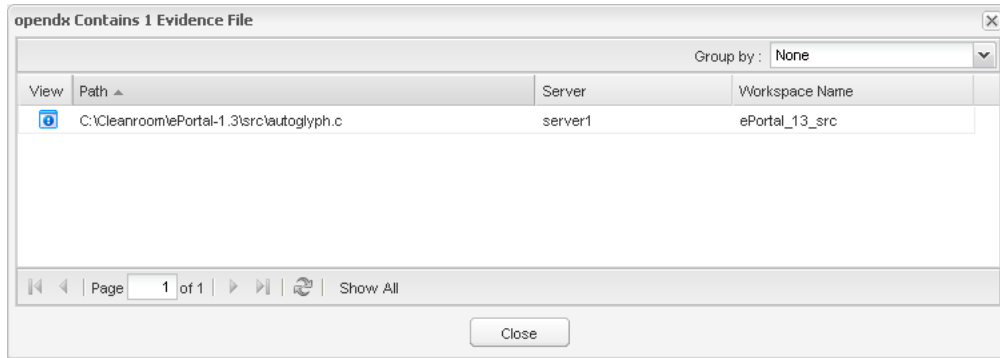 opendx Contains 1 Evidence File
Group by : None
View Path Server Workspace Name
C:\Cleanroom\ePortal-1.3\src\autoglyph.c server1 ePortal_13_src
Page 1 of 1 Show All
Close